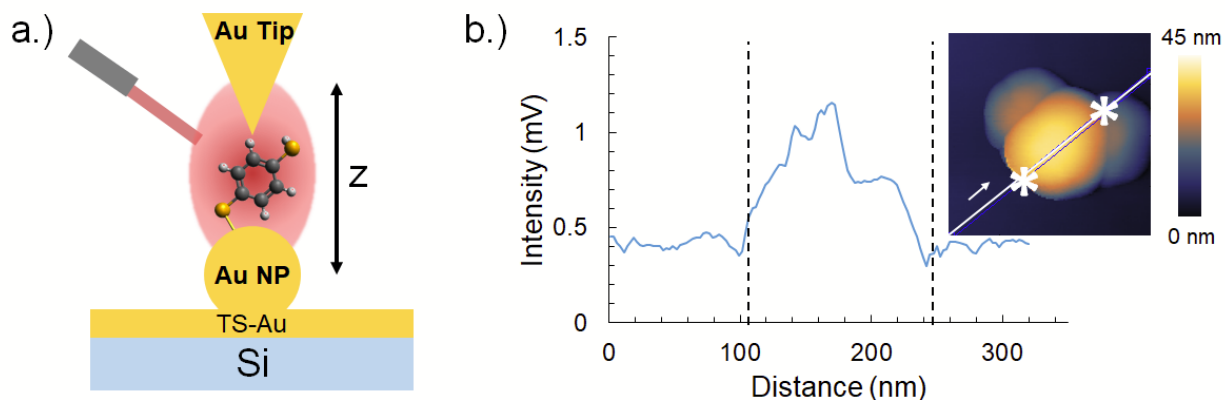 a.)
Au Tip
z
Au NP
TS-Au
Si
b.)
Intensity (mV)
1.5
1
0.5
0
0
100
200
300
Distance (nm)
45 nm
0 nm